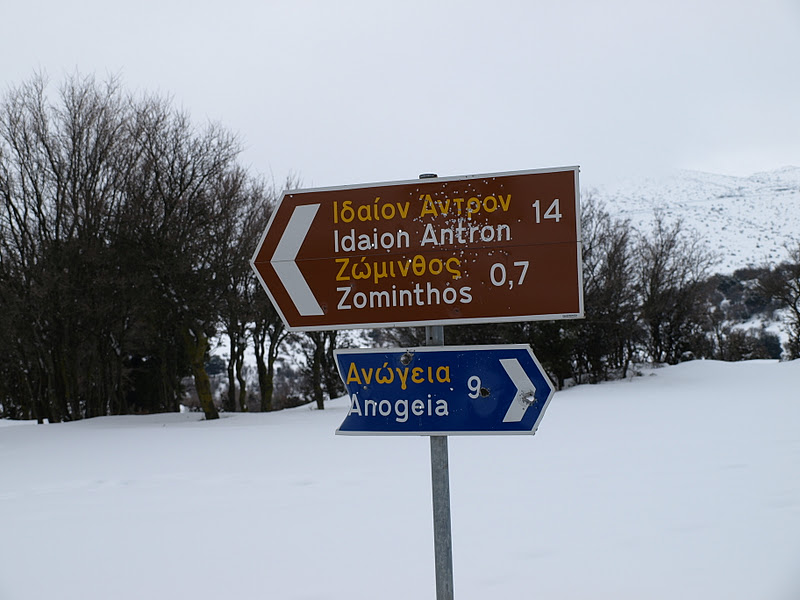 Ιδαίον Άντρον 14
Idaion Antron
Ζώμινθος 0,7
Zominthos
Ανώγεια 9
Anogeia